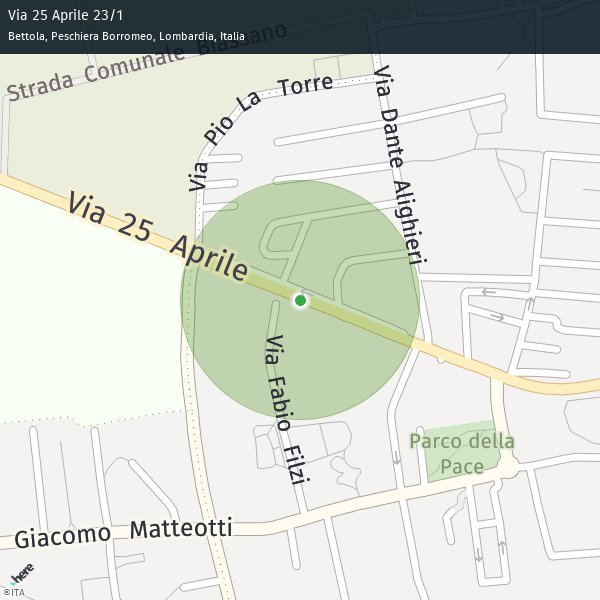 Via 25 Aprile 23/1
Bettola, Peschiera Borromeo, Lombardia, Italia
Strada Comunale Biassano
Via Pio La Torre
Via Dante Alighieri
Via 25 Aprile
Via Fabio Filzi
Parco della
Pace
Giacomo Matteotti
here
©ITA